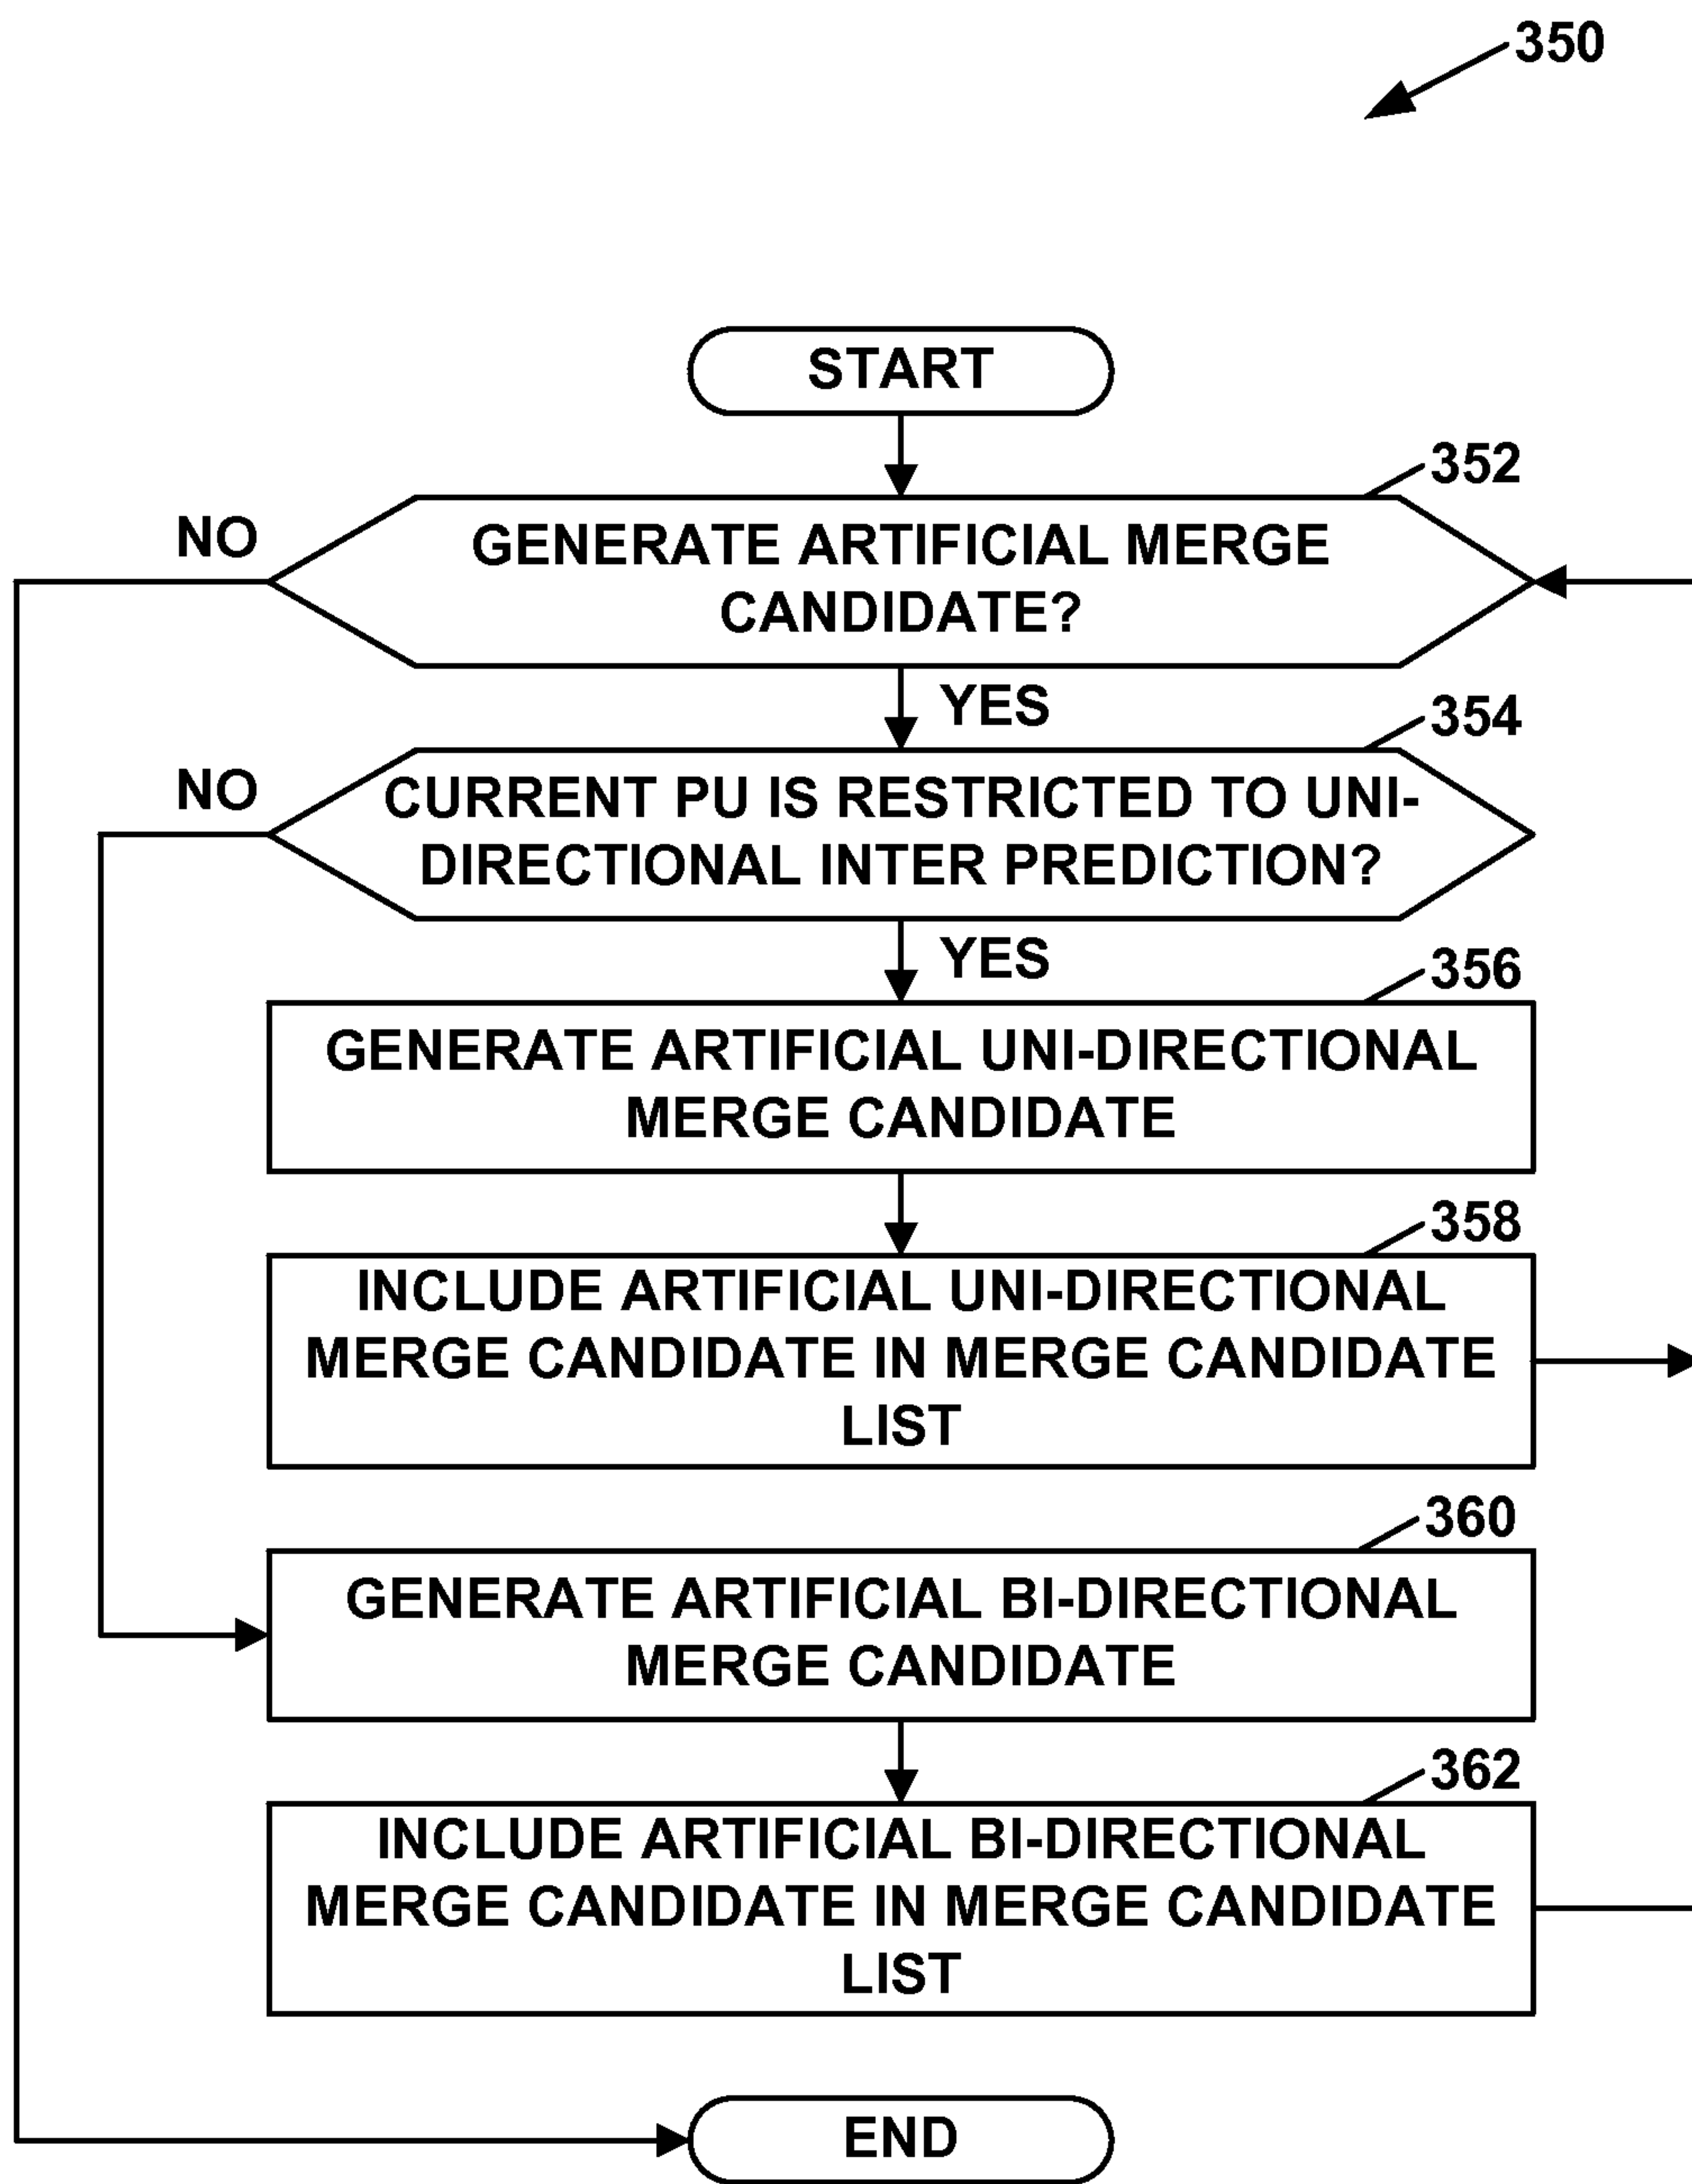 350
START
352
NO
GENERATE ARTIFICIAL MERGE
CANDIDATE?
YES
354
NO
CURRENT PU IS RESTRICTED TO UNI-
DIRECTIONAL INTER PREDICTION?
YES
356
GENERATE ARTIFICIAL UNI-DIRECTIONAL
MERGE CANDIDATE
358
INCLUDE ARTIFICIAL UNI-DIRECTIONAL
MERGE CANDIDATE IN MERGE CANDIDATE
LIST
360
GENERATE ARTIFICIAL BI-DIRECTIONAL
MERGE CANDIDATE
362
INCLUDE ARTIFICIAL BI-DIRECTIONAL
MERGE CANDIDATE IN MERGE CANDIDATE
LIST
END